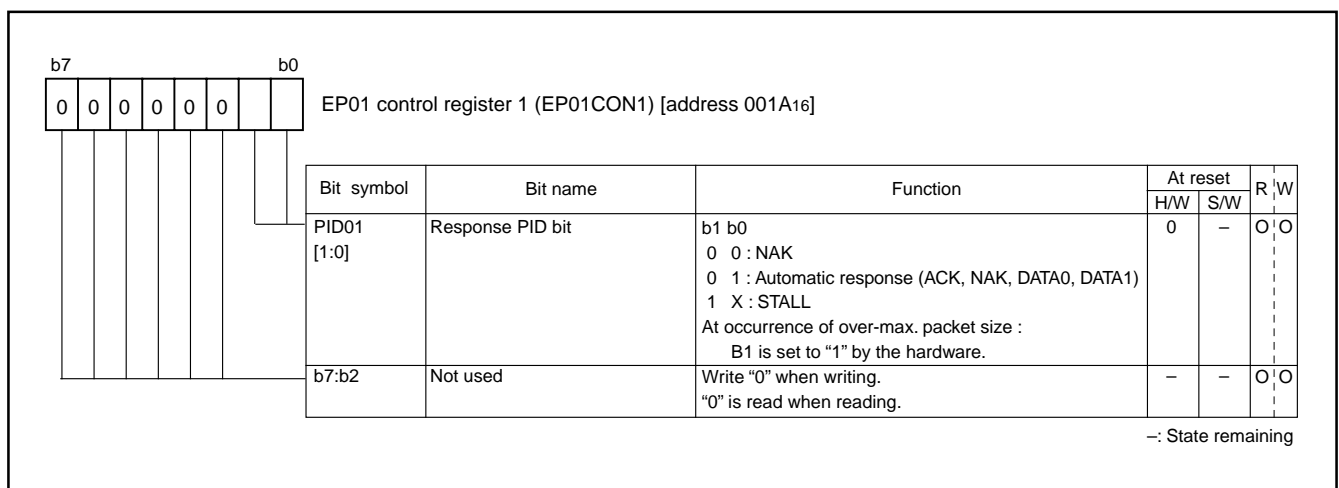 b7 b0
0 0 0 0 0 0
EP01 control register 1 (EP01CON1) [address 001A16]
Bit symbol Bit name Function At reset R W
H/W S/W
PID01 Response PID bit b1 b0 0 – O O
[1:0] 0 0 : NAK
0 1 : Automatic response (ACK, NAK, DATA0, DATA1)
1 X : STALL
At occurrence of over-max. packet size :
B1 is set to “1” by the hardware.
b7:b2 Not used Write “0” when writing. – – O O
“0” is read when reading.
–: State remaining